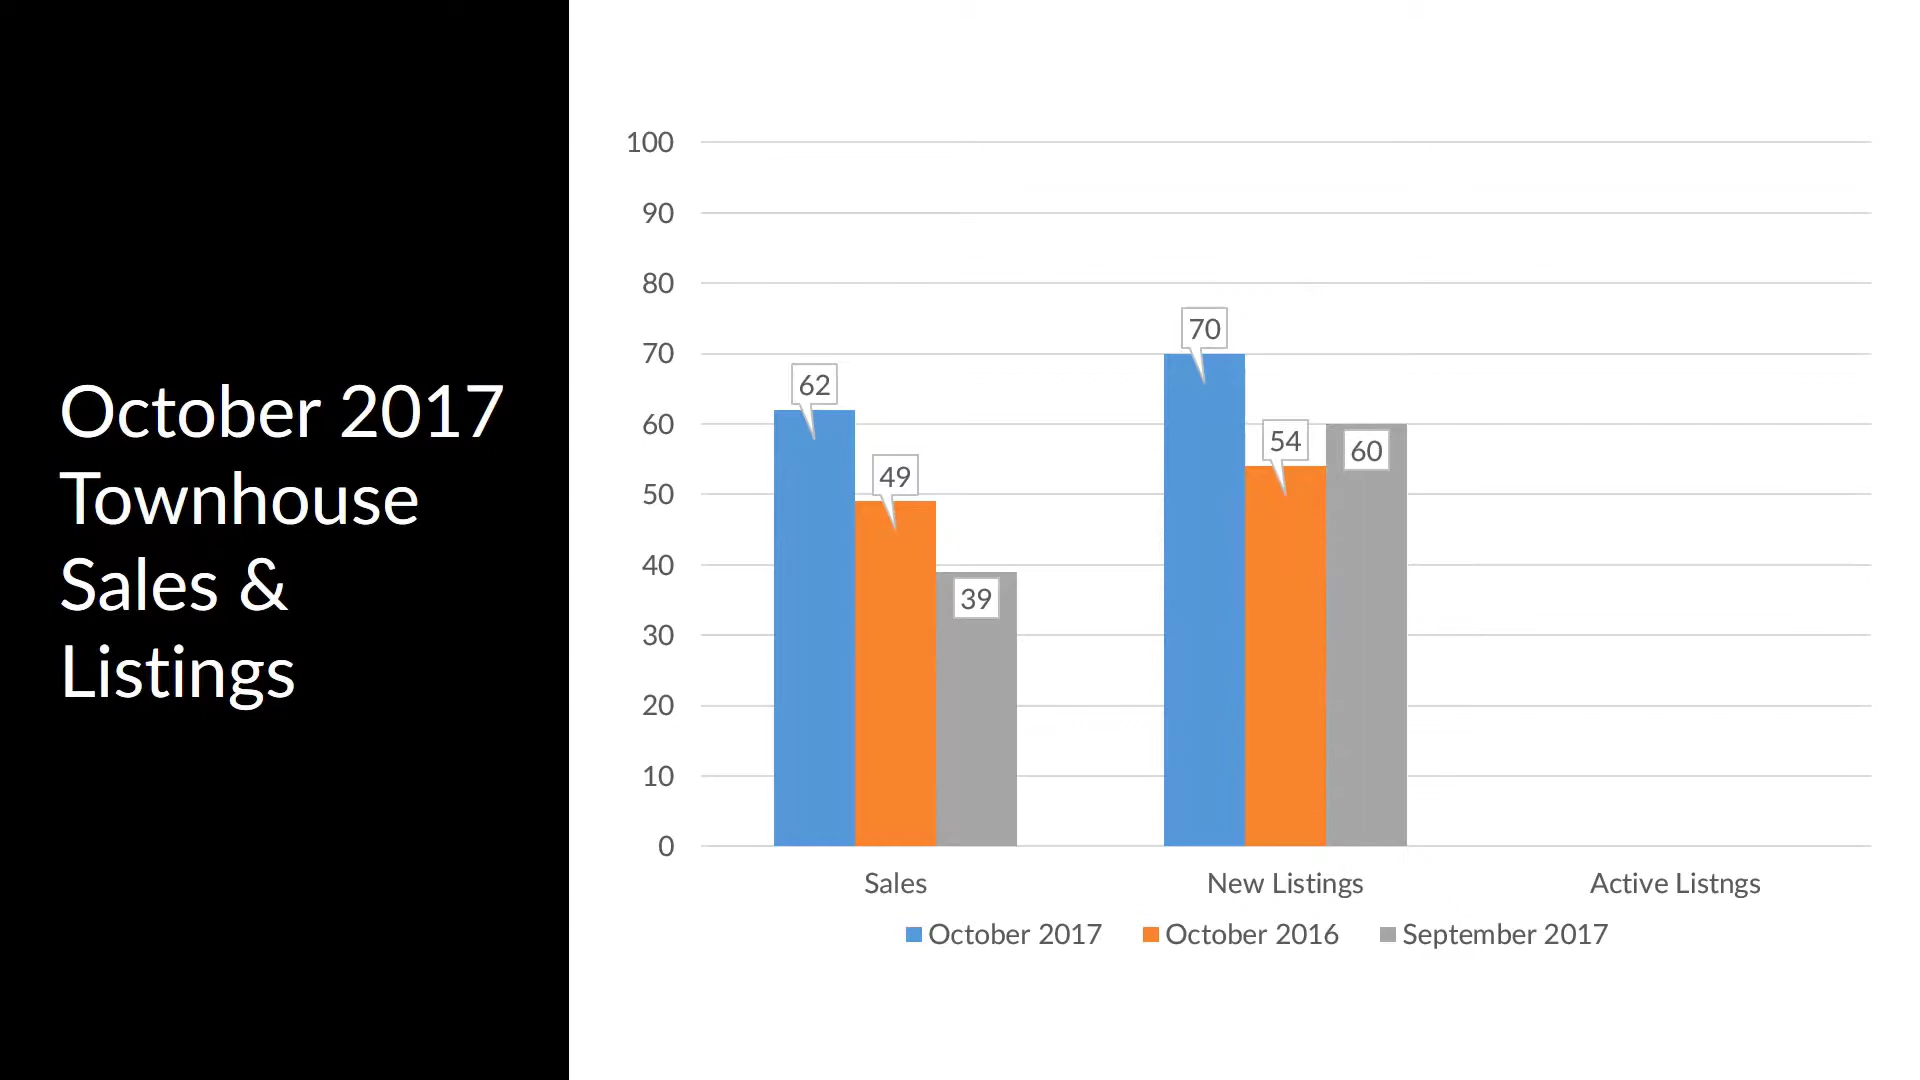 October 2017
Townhouse
Sales &
Listings
100
90
80
70
60
50
40
30
20
10
0
62
49
39
70
54
60
Sales
New Listings
Active Listngs
October 2017
October 2016
September 2017